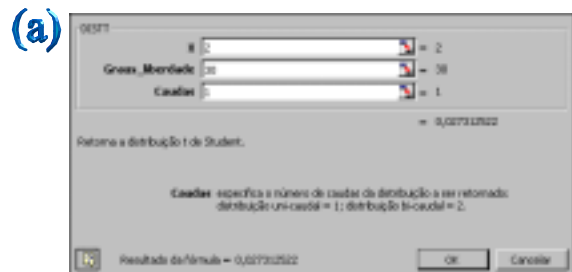 (a)
DISTT
X 2 = 2
Graus_liberdade 30 = 30
Caudas 1 = 1
= 0,027312522
Retorna a distribuição t de Student.
Caudas especifica o número de caudas da distribuição a ser retornado:
distribuição uni-caudal = 1; distribuição bi-caudal = 2.
Resultado da fórmula = 0,027312522
OK
Cancelar